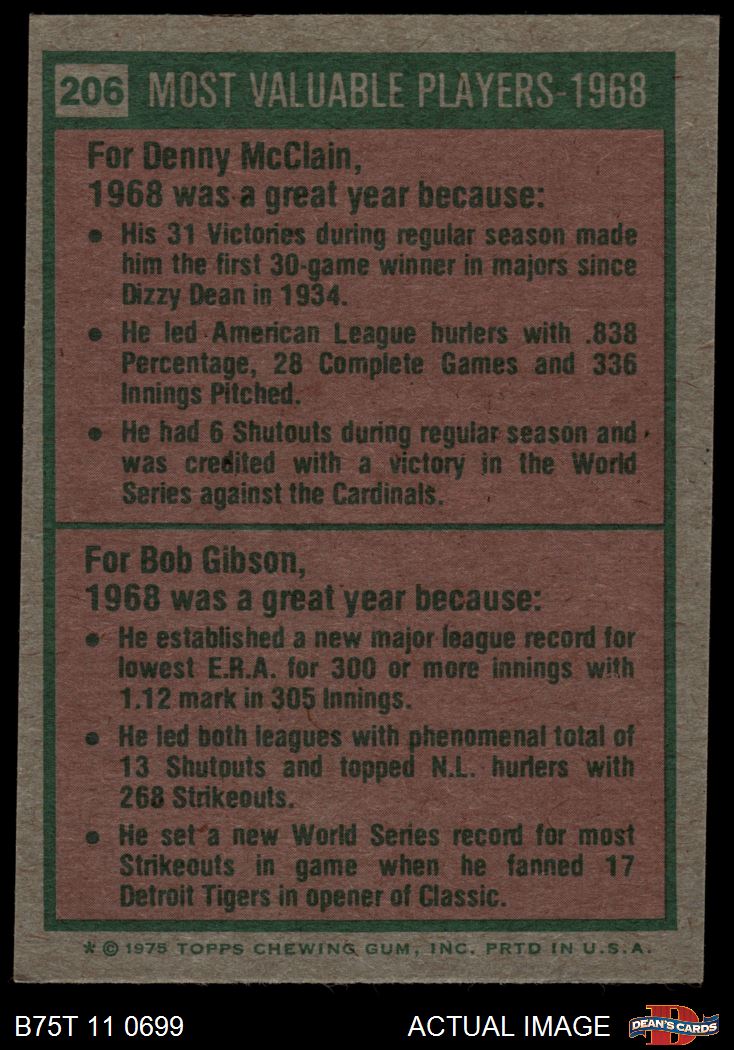 206 MOST VALUABLE PLAYERS-1968
For Denny McClain,
1968 was a great year because:
• His 31 Victories during regular season made
him the first 30-game winner in majors since
Dizzy Dean in 1934.
• He led American League hurlers with .838
Percentage, 28 Complete Games and 336
Innings Pitched.
• He had 6 Shutouts during regular season and
was credited with a victory in the World
Series against the Cardinals.
For Bob Gibson,
1968 was a great year because:
• He established a new major league record for
lowest E.R.A. for 300 or more innings with
1.12 mark in 305 Innings.
• He led both leagues with phenomenal total of
13 Shutouts and topped N.L. hurlers with
268 Strikeouts.
• He set a new World Series record for most
Strikeouts in game when he fanned 17
Detroit Tigers in opener of Classic.
* © 1975 TOPPS CHEWING GUM, INC. PRTD IN U.S.A.
B75T 11 0699 ACTUAL IMAGE D DEAN'S CARDS